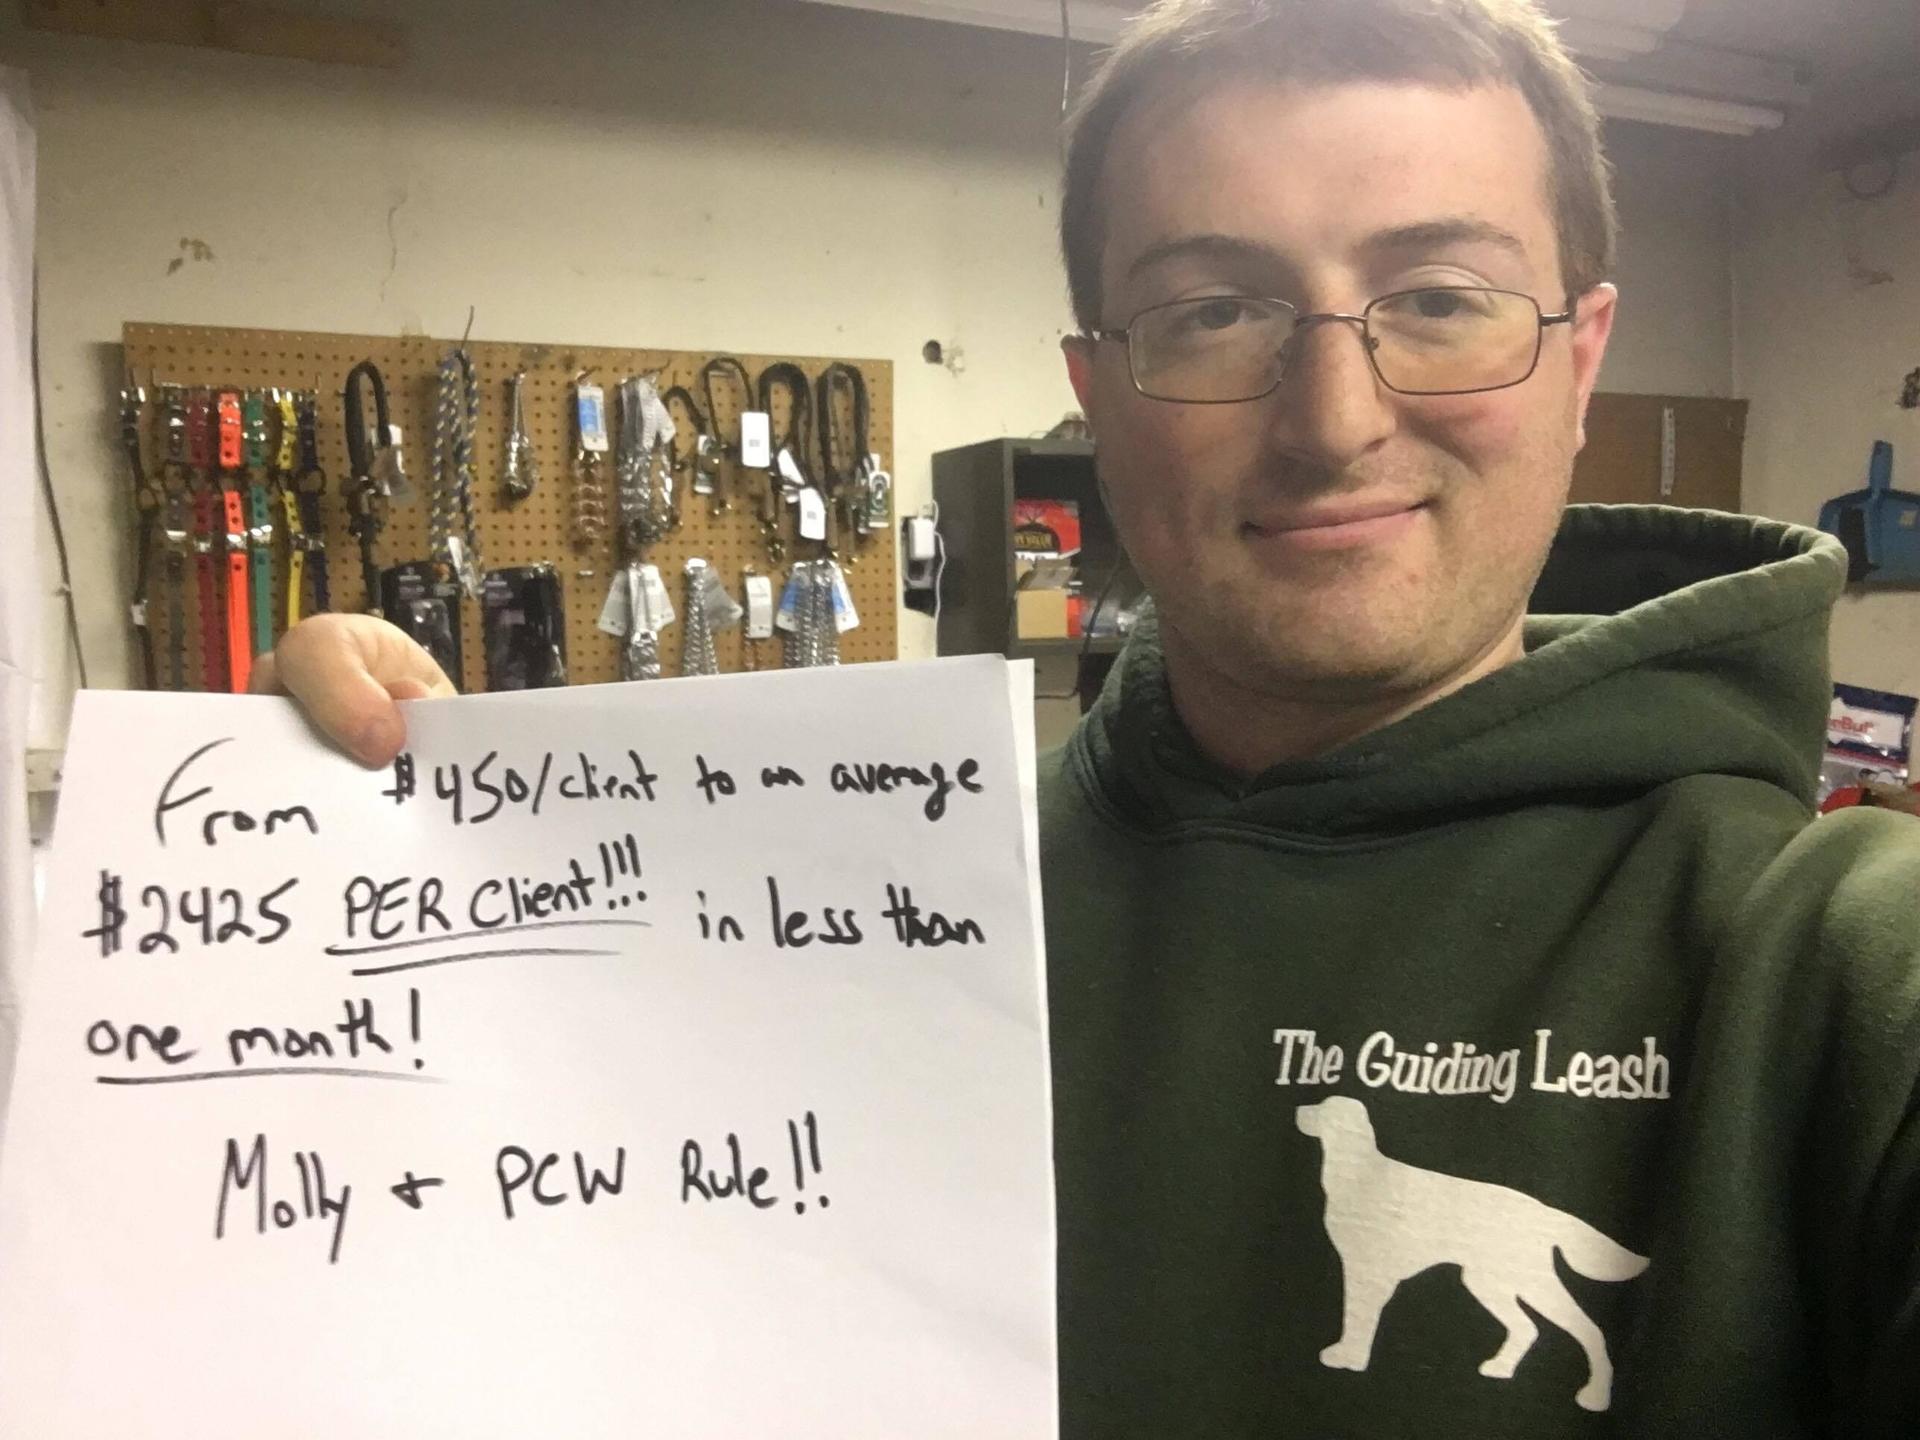 From $450/client to an average
$2425 PER Client!!! in less than
one month!
Molly + PCW Rule!!
The Guiding Leash